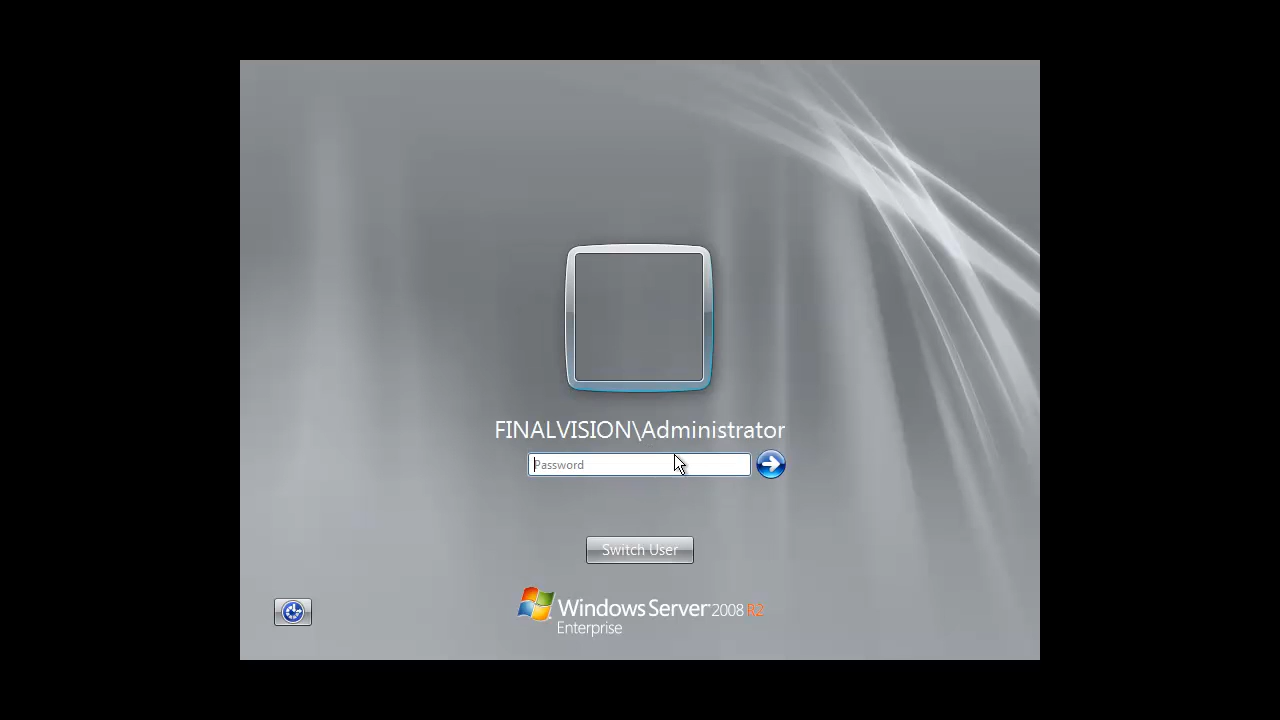 FINALVISION\Administrator
Password
Switch User
Windows Server 2008 R2
Enterprise